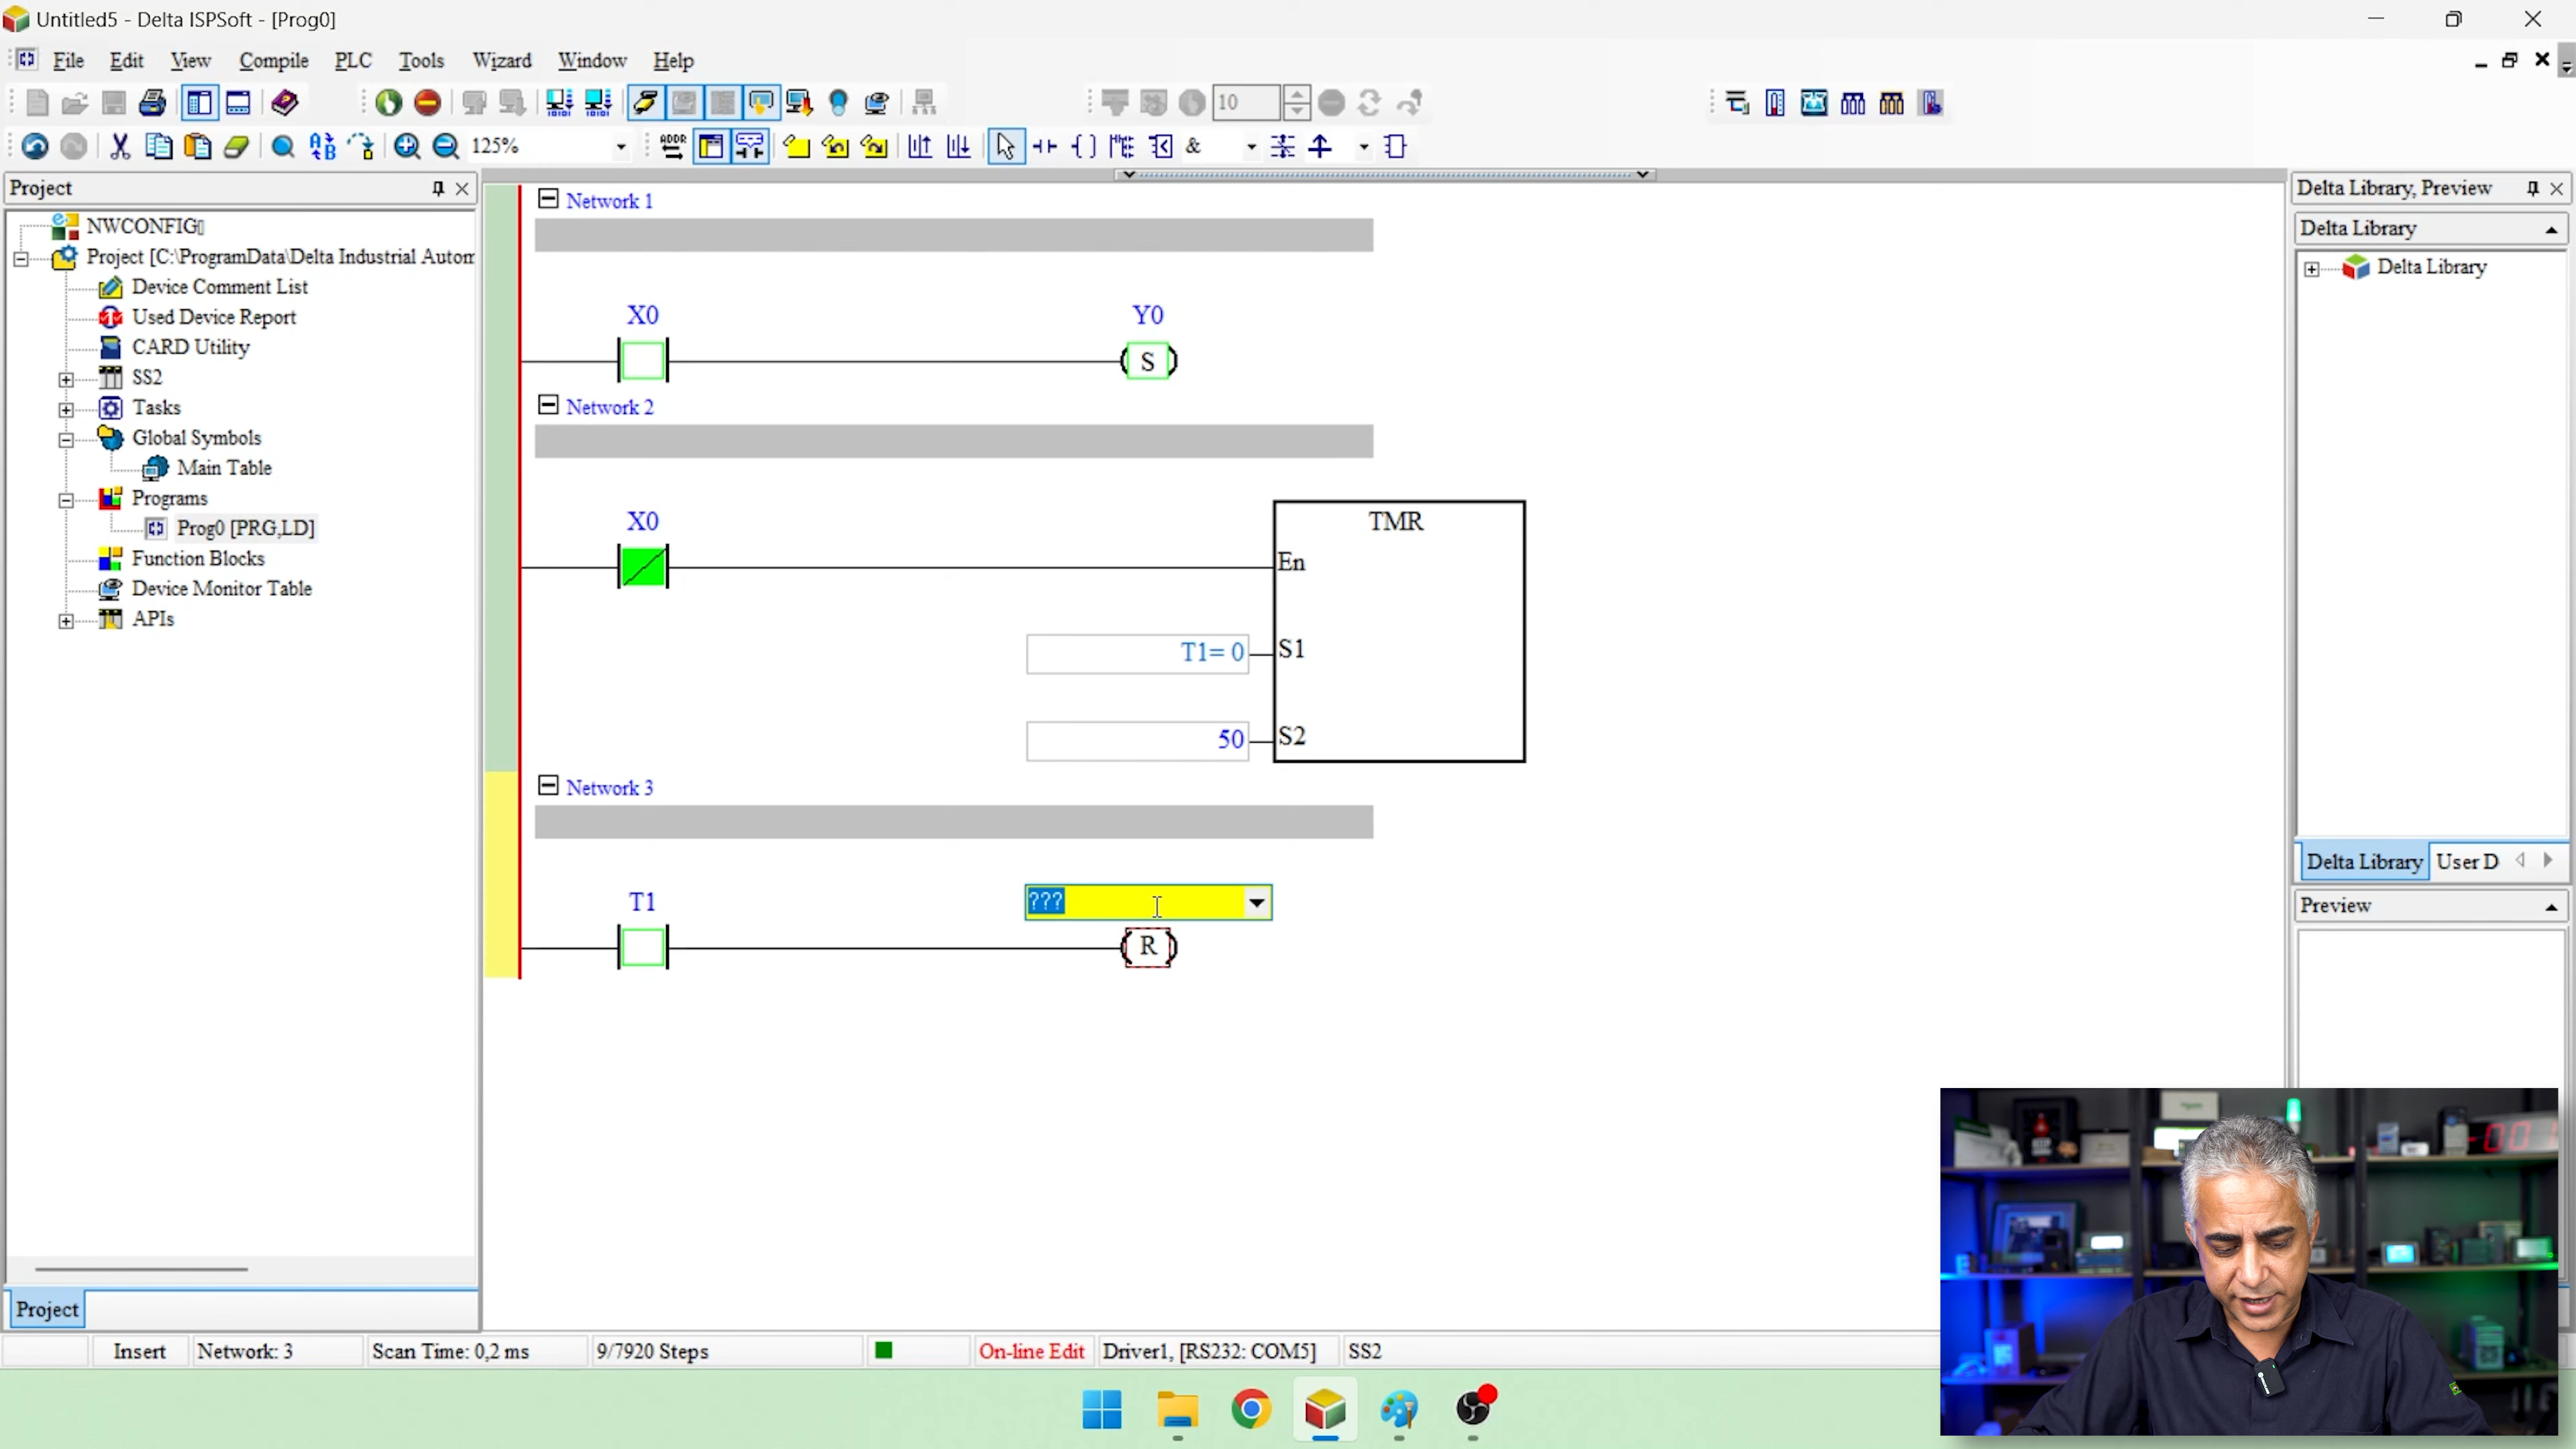 Untitled5 - Delta ISPSoft - [Prog0]
File Edit View Compile PLC Tools Wizard Window Help
10
125%
ADDR
&
Project
NWCONFIG
Project [C:\ProgramData\Delta Industrial Autom
Device Comment List
Used Device Report
CARD Utility
SS2
Tasks
Global Symbols
Main Table
Programs
Prog0 [PRG,LD]
Function Blocks
Device Monitor Table
APIs
Project
Network 1
X0
Y0
S
Network 2
X0
TMR
En
T1= 0
S1
50
S2
Network 3
T1
???
R
Delta Library, Preview
Delta Library
Delta Library
Delta Library
User D
Preview
Insert
Network: 3
Scan Time: 0,2 ms
9/7920 Steps
On-line Edit
Driver1, [RS232: COM5]
SS2